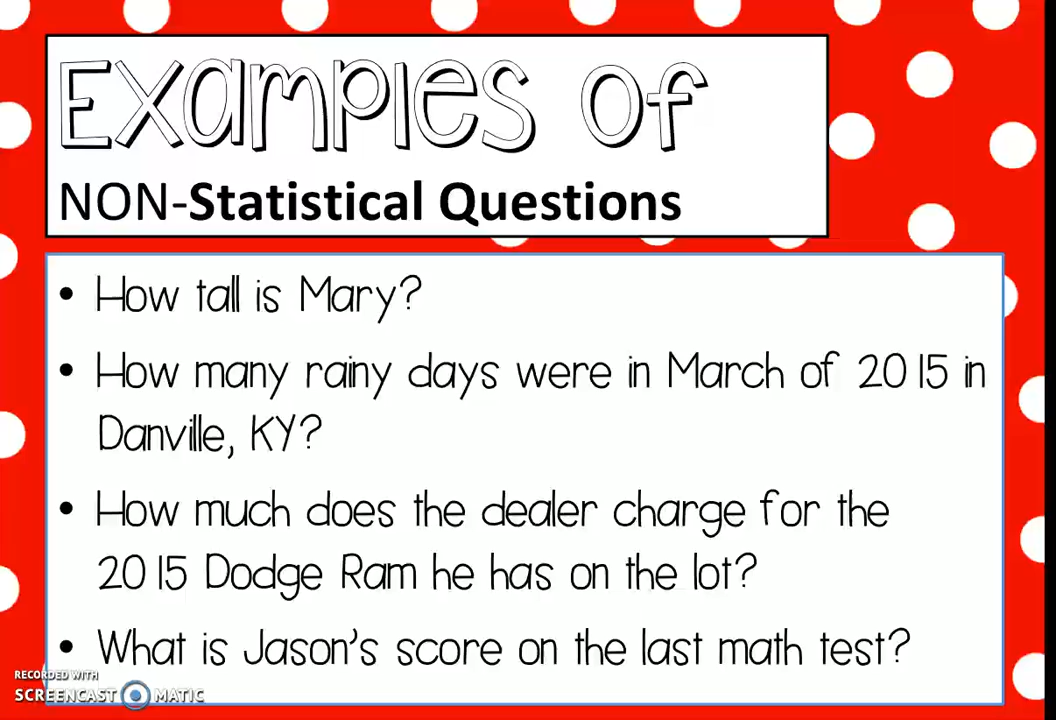 Examples of
NON-Statistical Questions
• How tall is Mary?
• How many rainy days were in March of 2015 in
Danville, KY?
• How much does the dealer charge for the
2015 Dodge Ram he has on the lot?
• What is Jason's score on the last math test?
RECORDED WITH
SCREENCAST MATIC